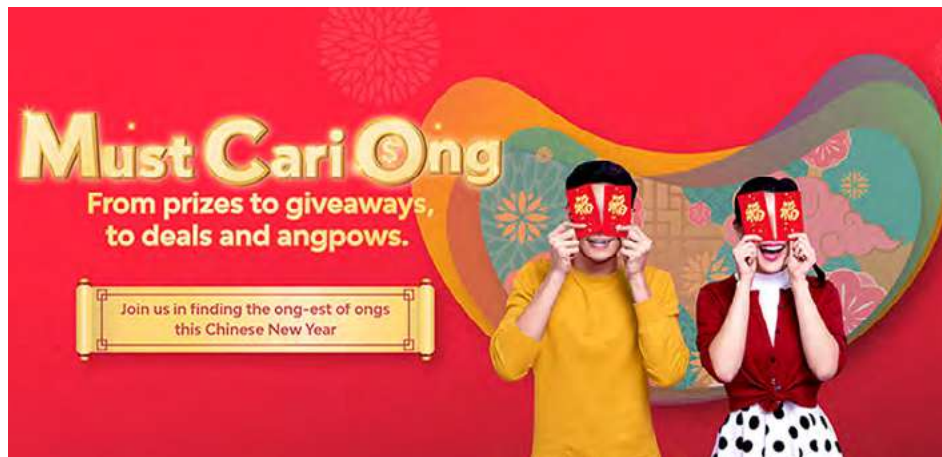 Must Cari Ong
From prizes to giveaways,
to deals and angpows.
Join us in finding the ong-est of ongs
this Chinese New Year
福 福 福 福